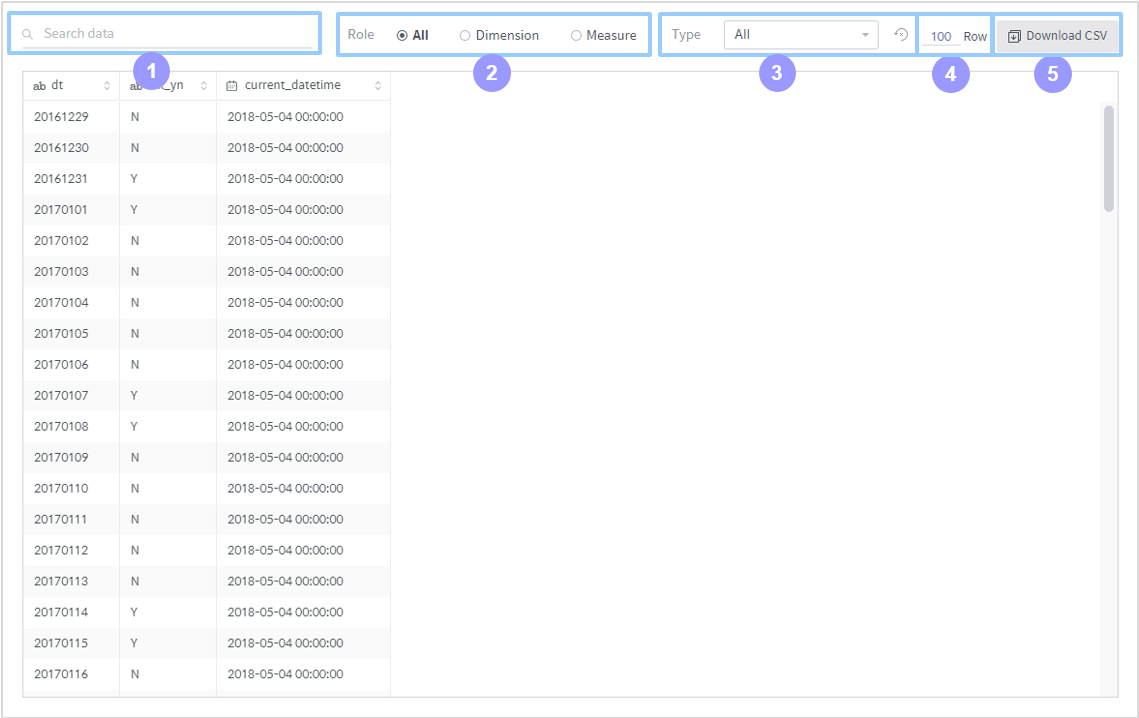 Search data Role All Dimension Measure Type All 100 Row Download CSV
1 2 3 4 5
ab dt ab _yn current_datetime
20161229 N 2018-05-04 00:00:00
20161230 N 2018-05-04 00:00:00
20161231 Y 2018-05-04 00:00:00
20170101 Y 2018-05-04 00:00:00
20170102 N 2018-05-04 00:00:00
20170103 N 2018-05-04 00:00:00
20170104 N 2018-05-04 00:00:00
20170105 N 2018-05-04 00:00:00
20170106 N 2018-05-04 00:00:00
20170107 Y 2018-05-04 00:00:00
20170108 Y 2018-05-04 00:00:00
20170109 N 2018-05-04 00:00:00
20170110 N 2018-05-04 00:00:00
20170111 N 2018-05-04 00:00:00
20170112 N 2018-05-04 00:00:00
20170113 N 2018-05-04 00:00:00
20170114 Y 2018-05-04 00:00:00
20170115 Y 2018-05-04 00:00:00
20170116 N 2018-05-04 00:00:00